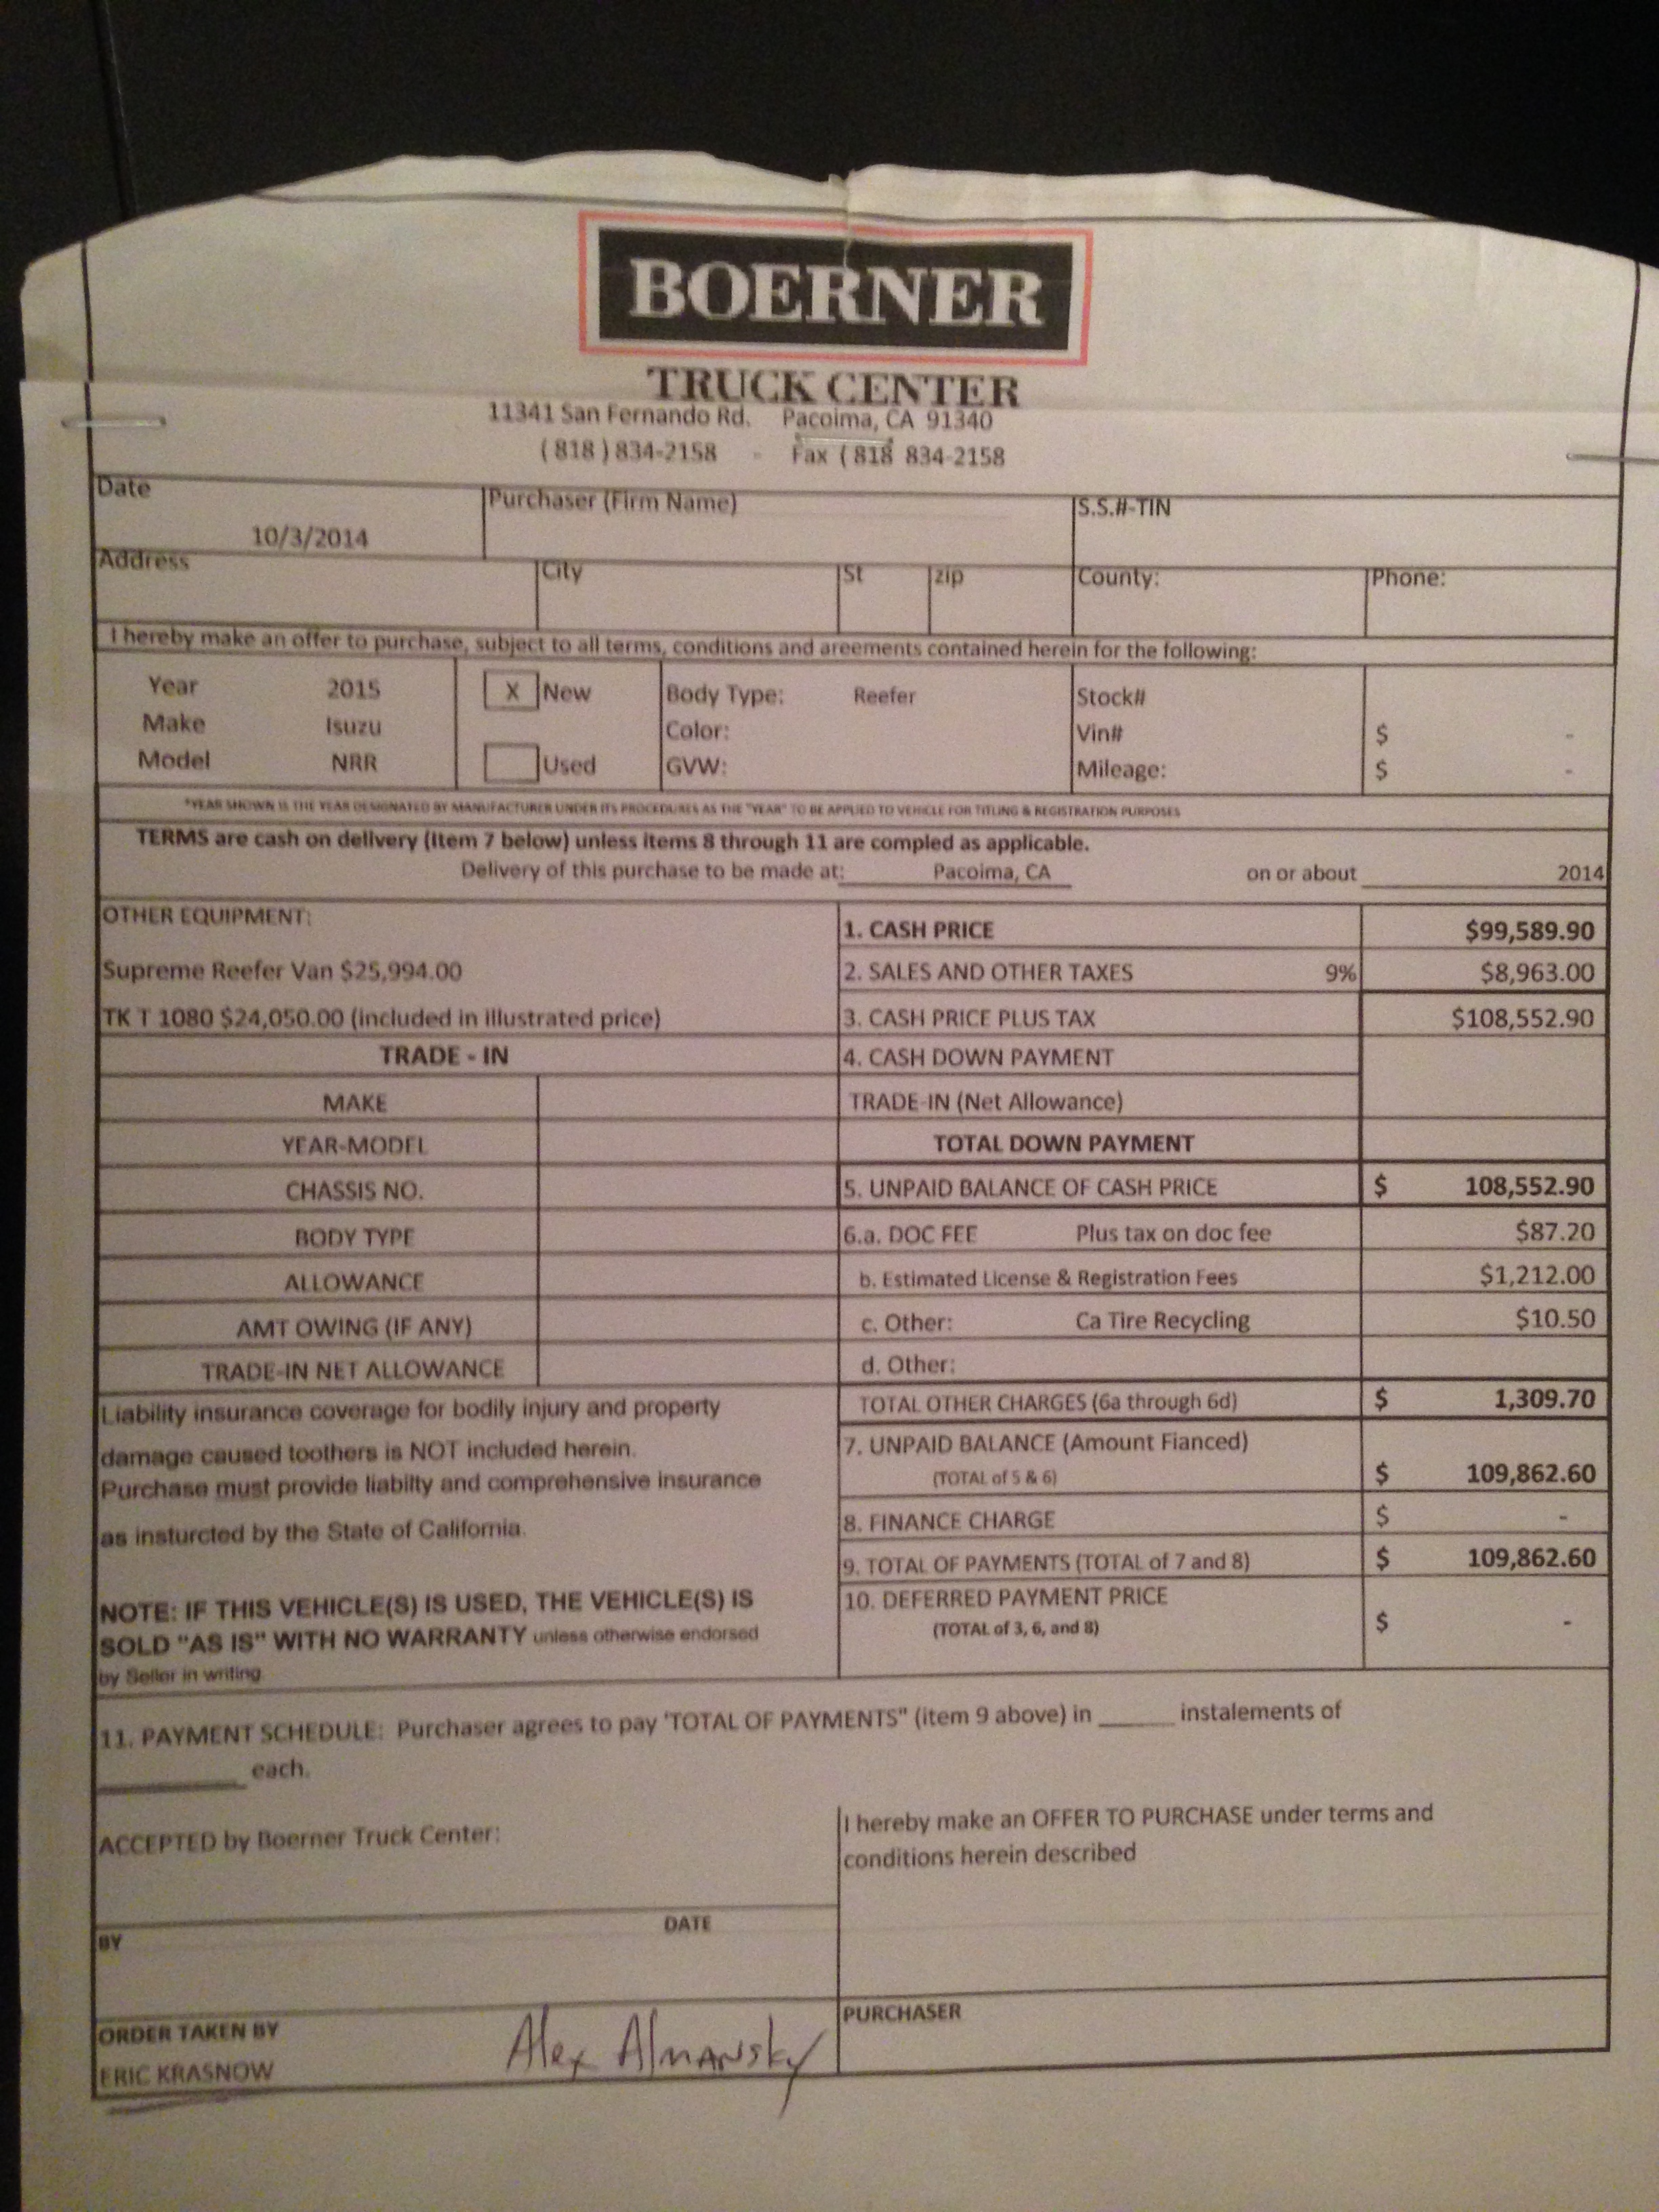 BOERNER
TRUCK CENTER
11341 San Fernando Rd. Pacoima, CA 91340
( 818 ) 834-2158 - Fax ( 818 834-2158
Date Purchaser (Firm Name) S.S.#-TIN
10/3/2014
Address City St zip County: Phone:
I hereby make an offer to purchase, subject to all terms, conditions and areements contained herein for the following:
Year 2015 X New Body Type: Reefer Stock#
Make Isuzu Color: Vin# $ -
Model NRR Used GVW: Mileage: $ -
*YEAR SHOWN IS THE YEAR DESIGNATED BY MANUFACTURER UNDER ITS PROCEDURES AS THE "YEAR" TO BE APPLIED TO VEHICLE FOR TITLING & REGISTRATION PURPOSES
TERMS are cash on delivery (Item 7 below) unless items 8 through 11 are compled as applicable.
Delivery of this purchase to be made at: Pacoima, CA on or about 2014
OTHER EQUIPMENT: 1. CASH PRICE $99,589.90
Supreme Reefer Van $25,994.00 2. SALES AND OTHER TAXES 9% $8,963.00
TK T 1080 $24,050.00 (included in illustrated price) 3. CASH PRICE PLUS TAX $108,552.90
TRADE - IN 4. CASH DOWN PAYMENT
MAKE TRADE-IN (Net Allowance)
YEAR-MODEL TOTAL DOWN PAYMENT
CHASSIS NO. 5. UNPAID BALANCE OF CASH PRICE $ 108,552.90
BODY TYPE 6.a. DOC FEE Plus tax on doc fee $87.20
ALLOWANCE b. Estimated License & Registration Fees $1,212.00
AMT OWING (IF ANY) c. Other: Ca Tire Recycling $10.50
TRADE-IN NET ALLOWANCE d. Other:
Liability insurance coverage for bodily injury and property TOTAL OTHER CHARGES (6a through 6d) $ 1,309.70
damage caused toothers is NOT included herein. 7. UNPAID BALANCE (Amount Fianced)
Purchase must provide liabilty and comprehensive insurance (TOTAL of 5 & 6) $ 109,862.60
as insturcted by the State of California. 8. FINANCE CHARGE $ -
9. TOTAL OF PAYMENTS (TOTAL of 7 and 8) $ 109,862.60
NOTE: IF THIS VEHICLE(S) IS USED, THE VEHICLE(S) IS 10. DEFERRED PAYMENT PRICE
SOLD "AS IS" WITH NO WARRANTY unless otherwise endorsed (TOTAL of 3, 6, and 8) $ -
by Seller in writing
11. PAYMENT SCHEDULE: Purchaser agrees to pay 'TOTAL OF PAYMENTS" (item 9 above) in ______ instalements of
____________ each.
ACCEPTED by Boerner Truck Center: I hereby make an OFFER TO PURCHASE under terms and
conditions herein described
BY DATE
ORDER TAKEN BY PURCHASER
ERIC KRASNOW Alex Almansky